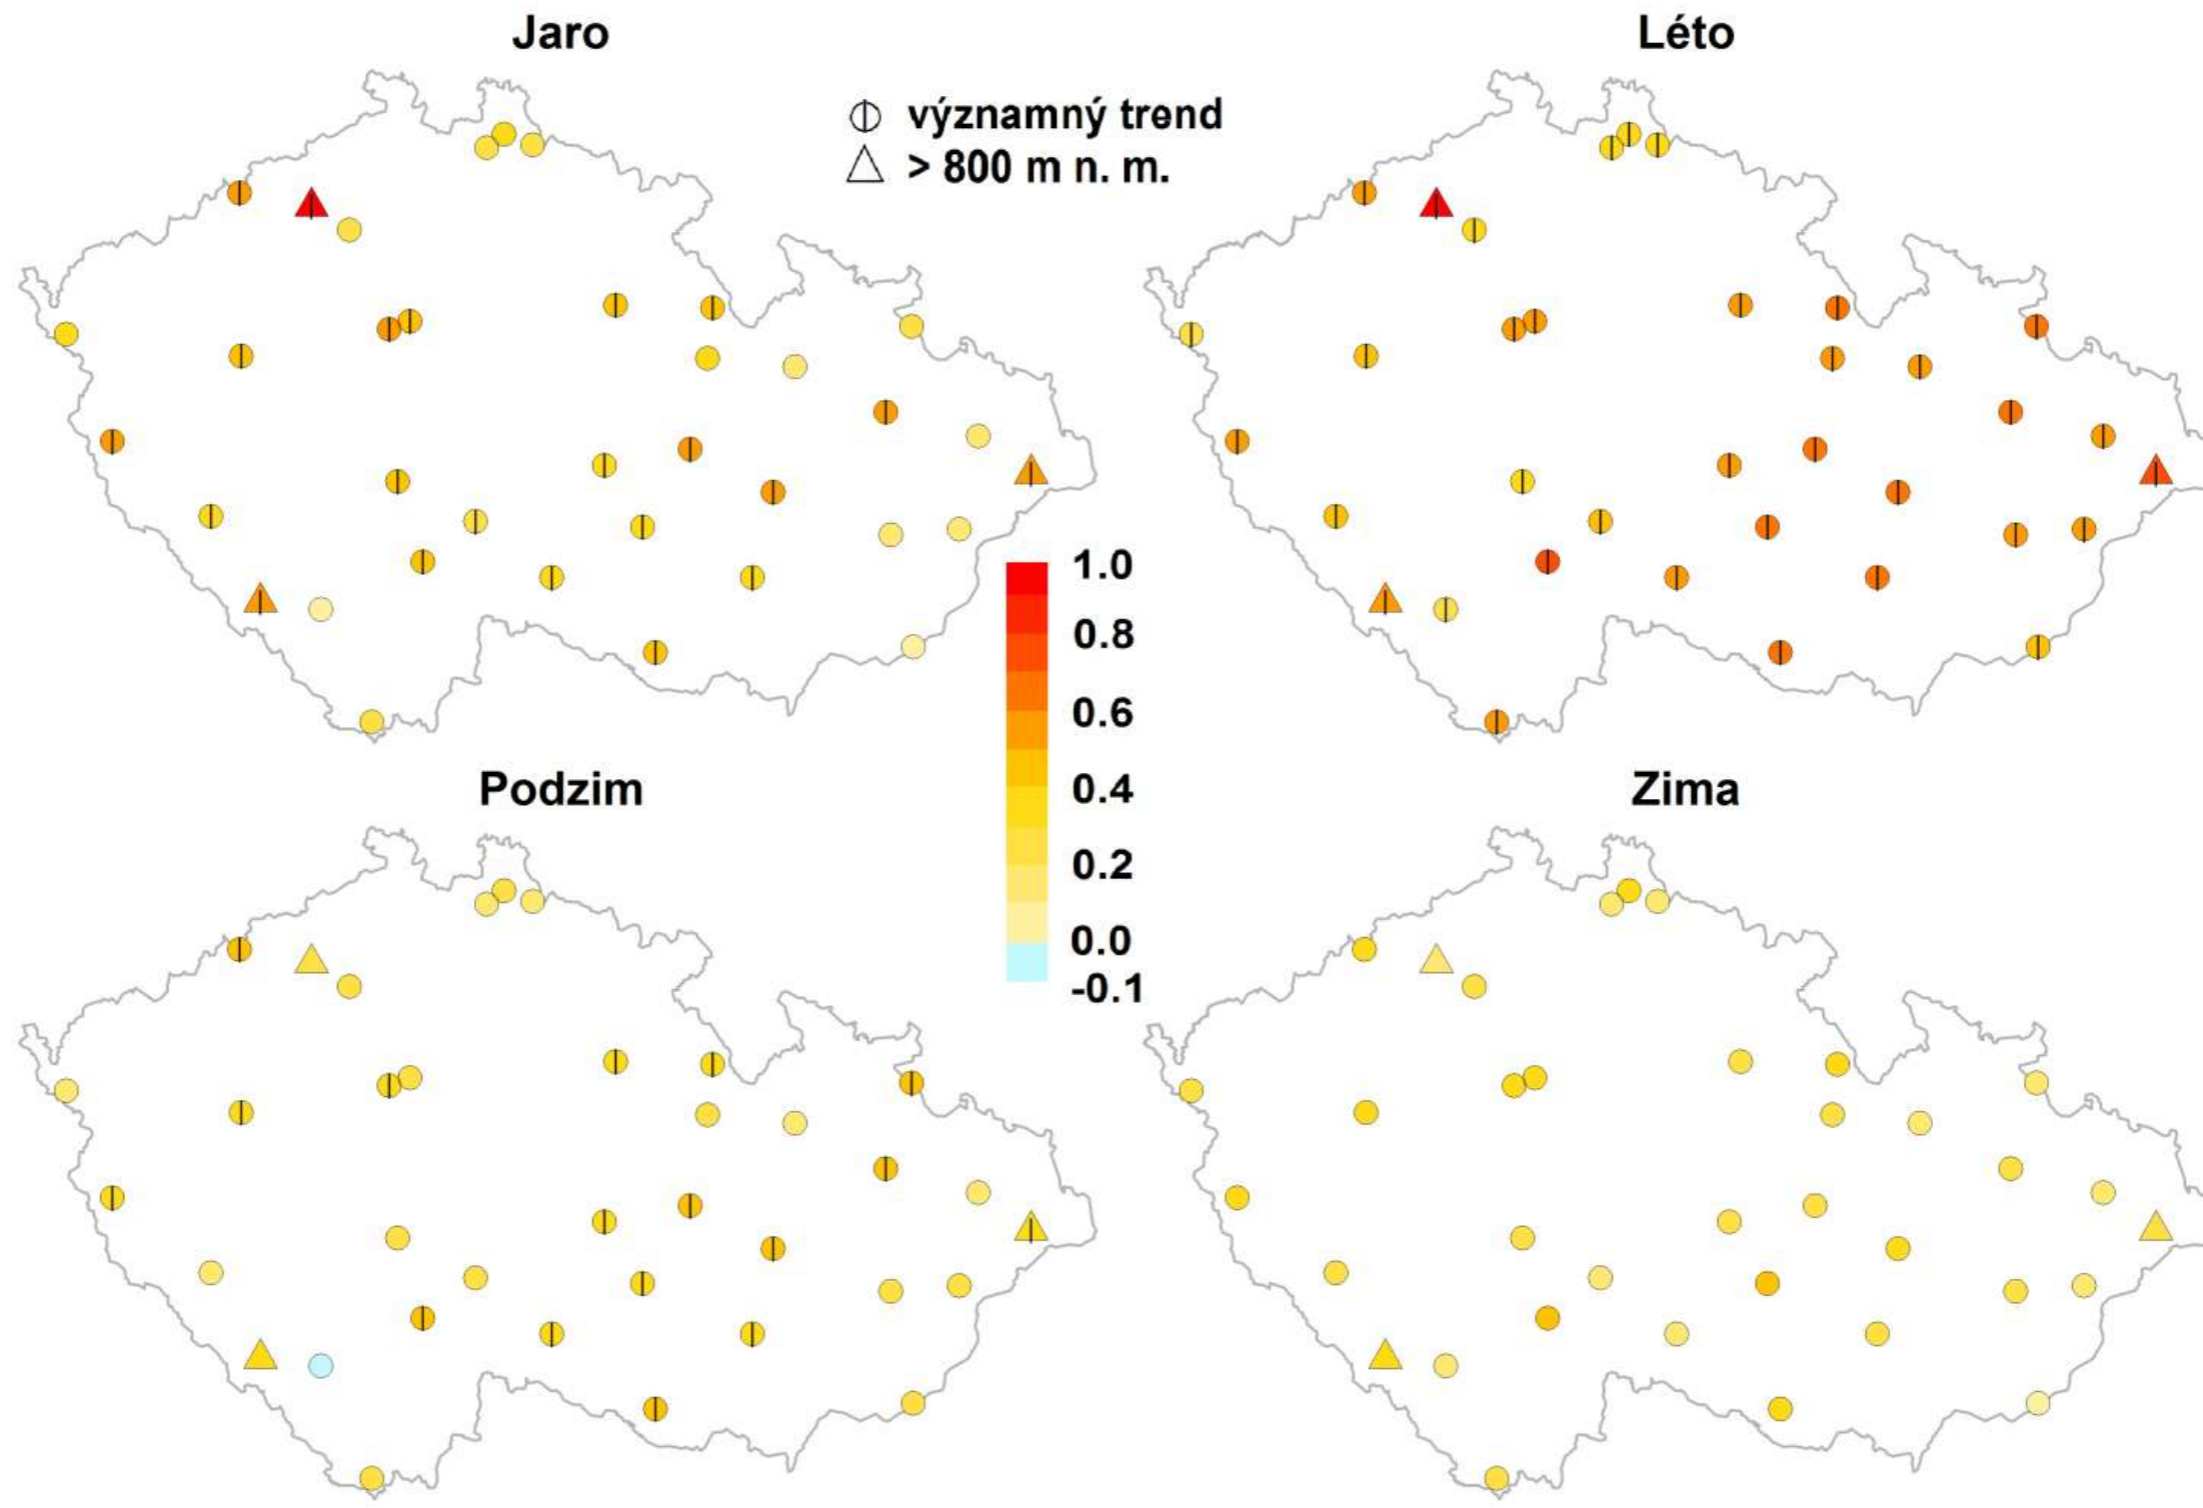 Jaro
Léto
významný trend
> 800 m n. m.
1.0
0.8
0.6
0.4
0.2
0.0
-0.1
Podzim
Zima